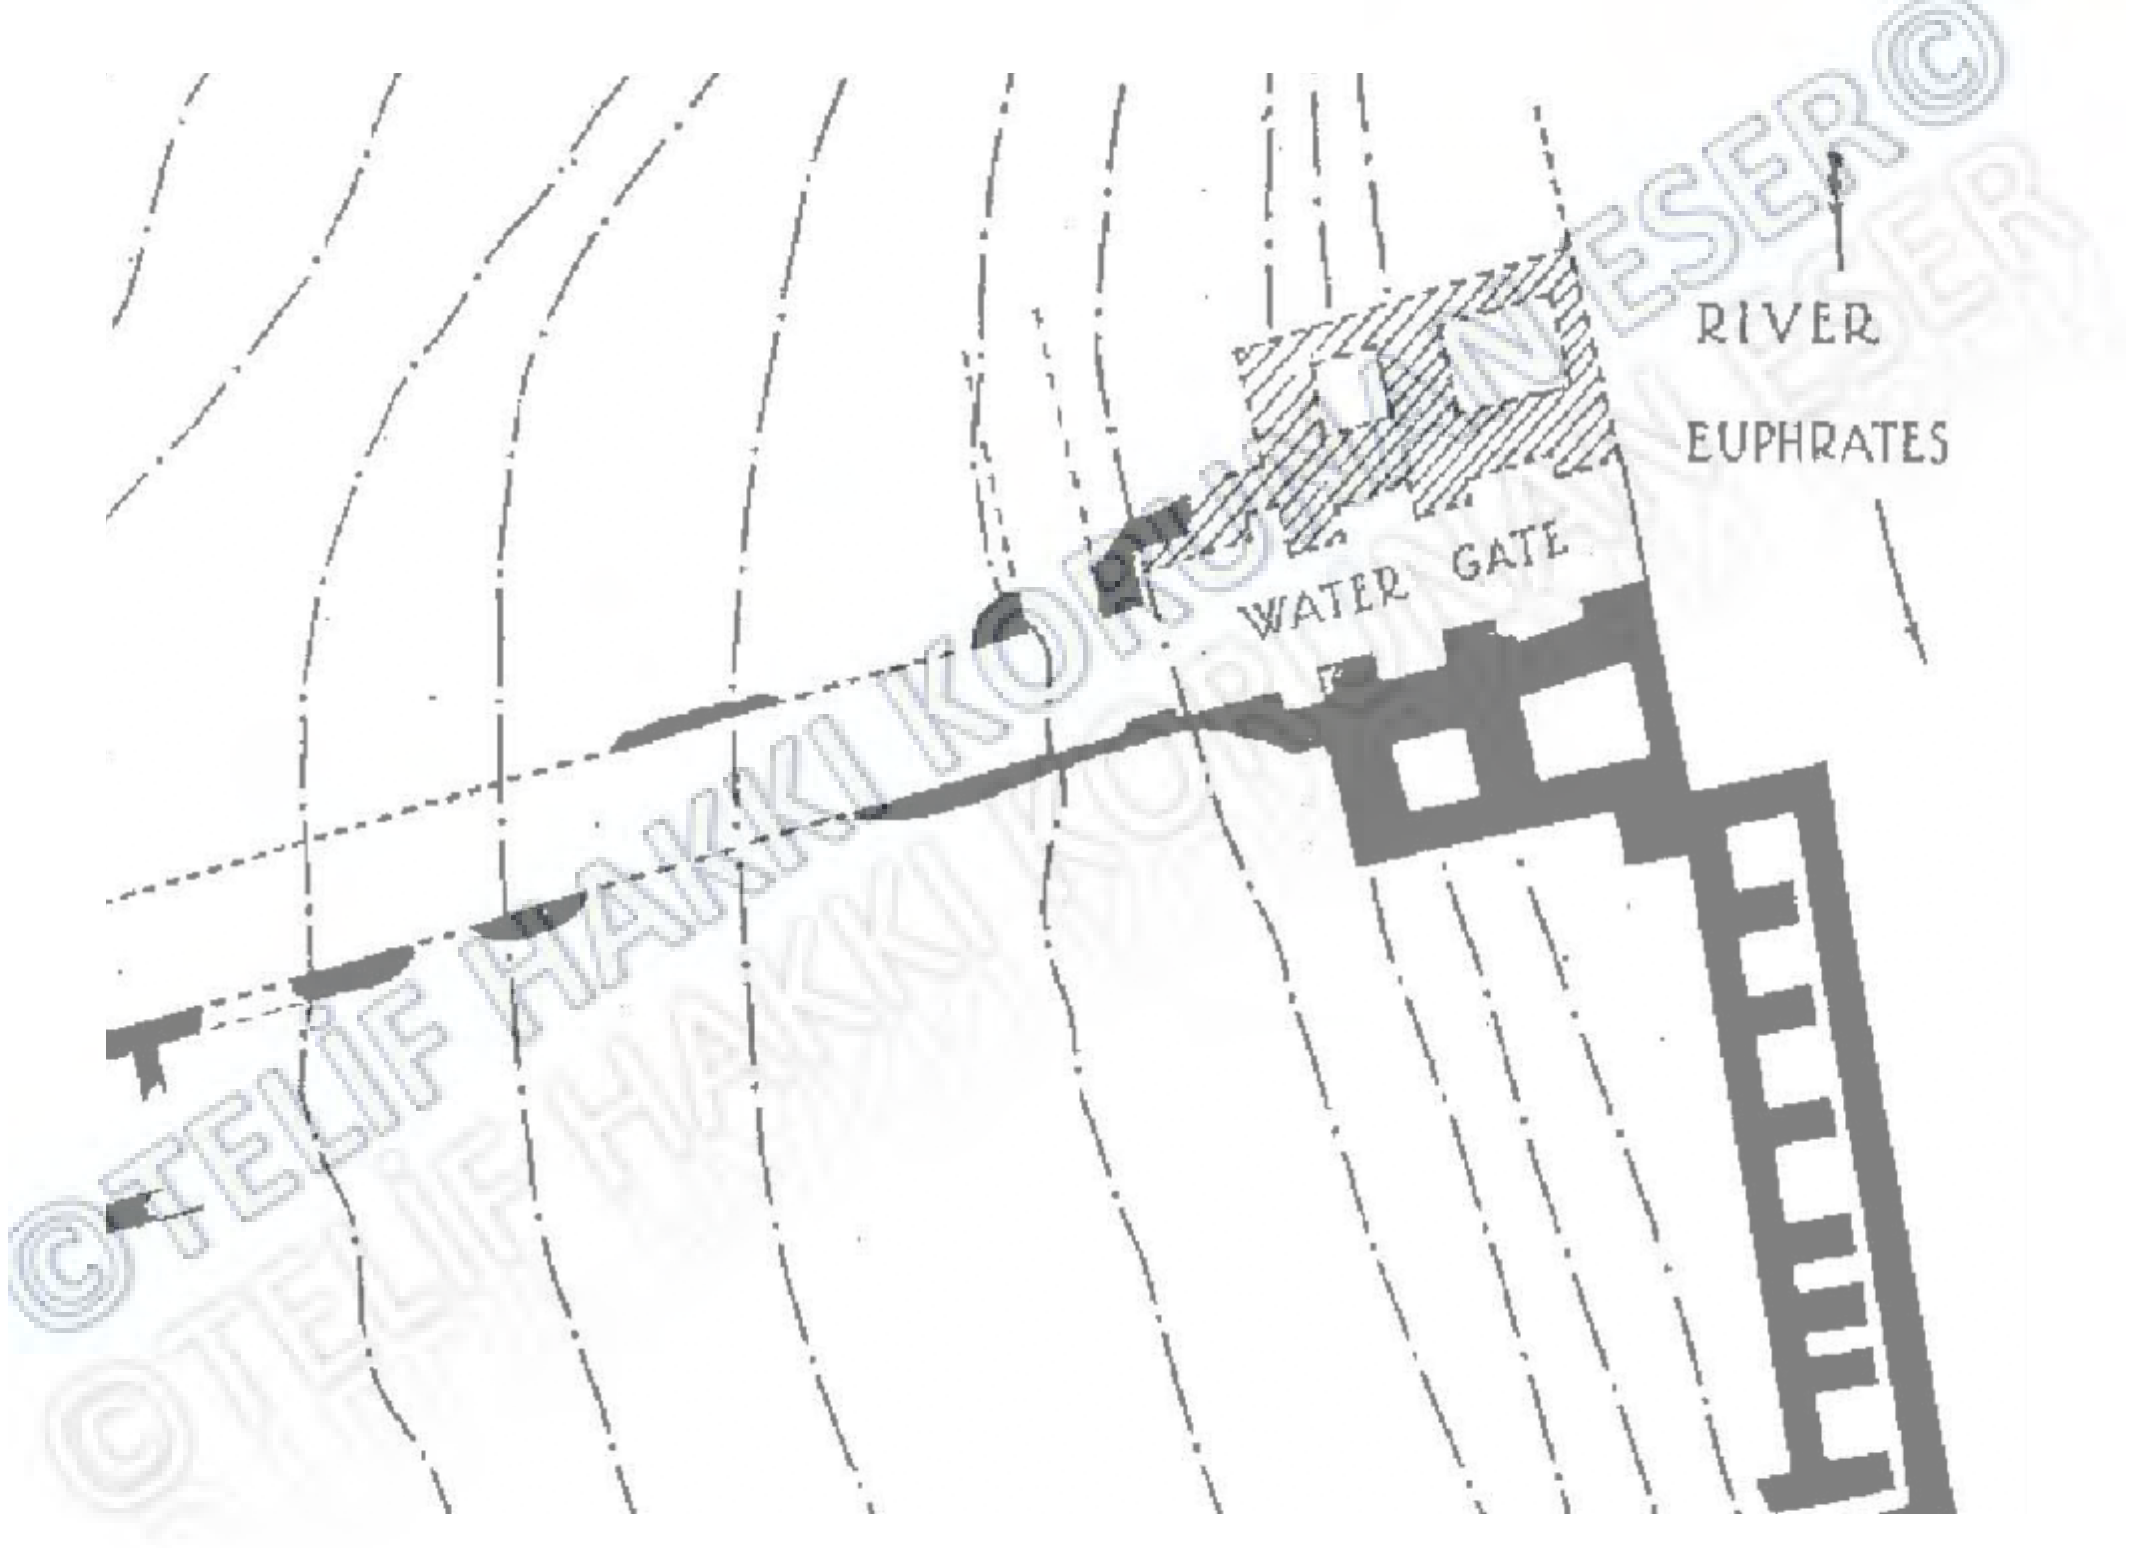 RIVER
EUPHRATES
WATER GATE
©TELİF HAKKI KORUNAN ESER©
©TELİF HAKKI KORUNAN ESER